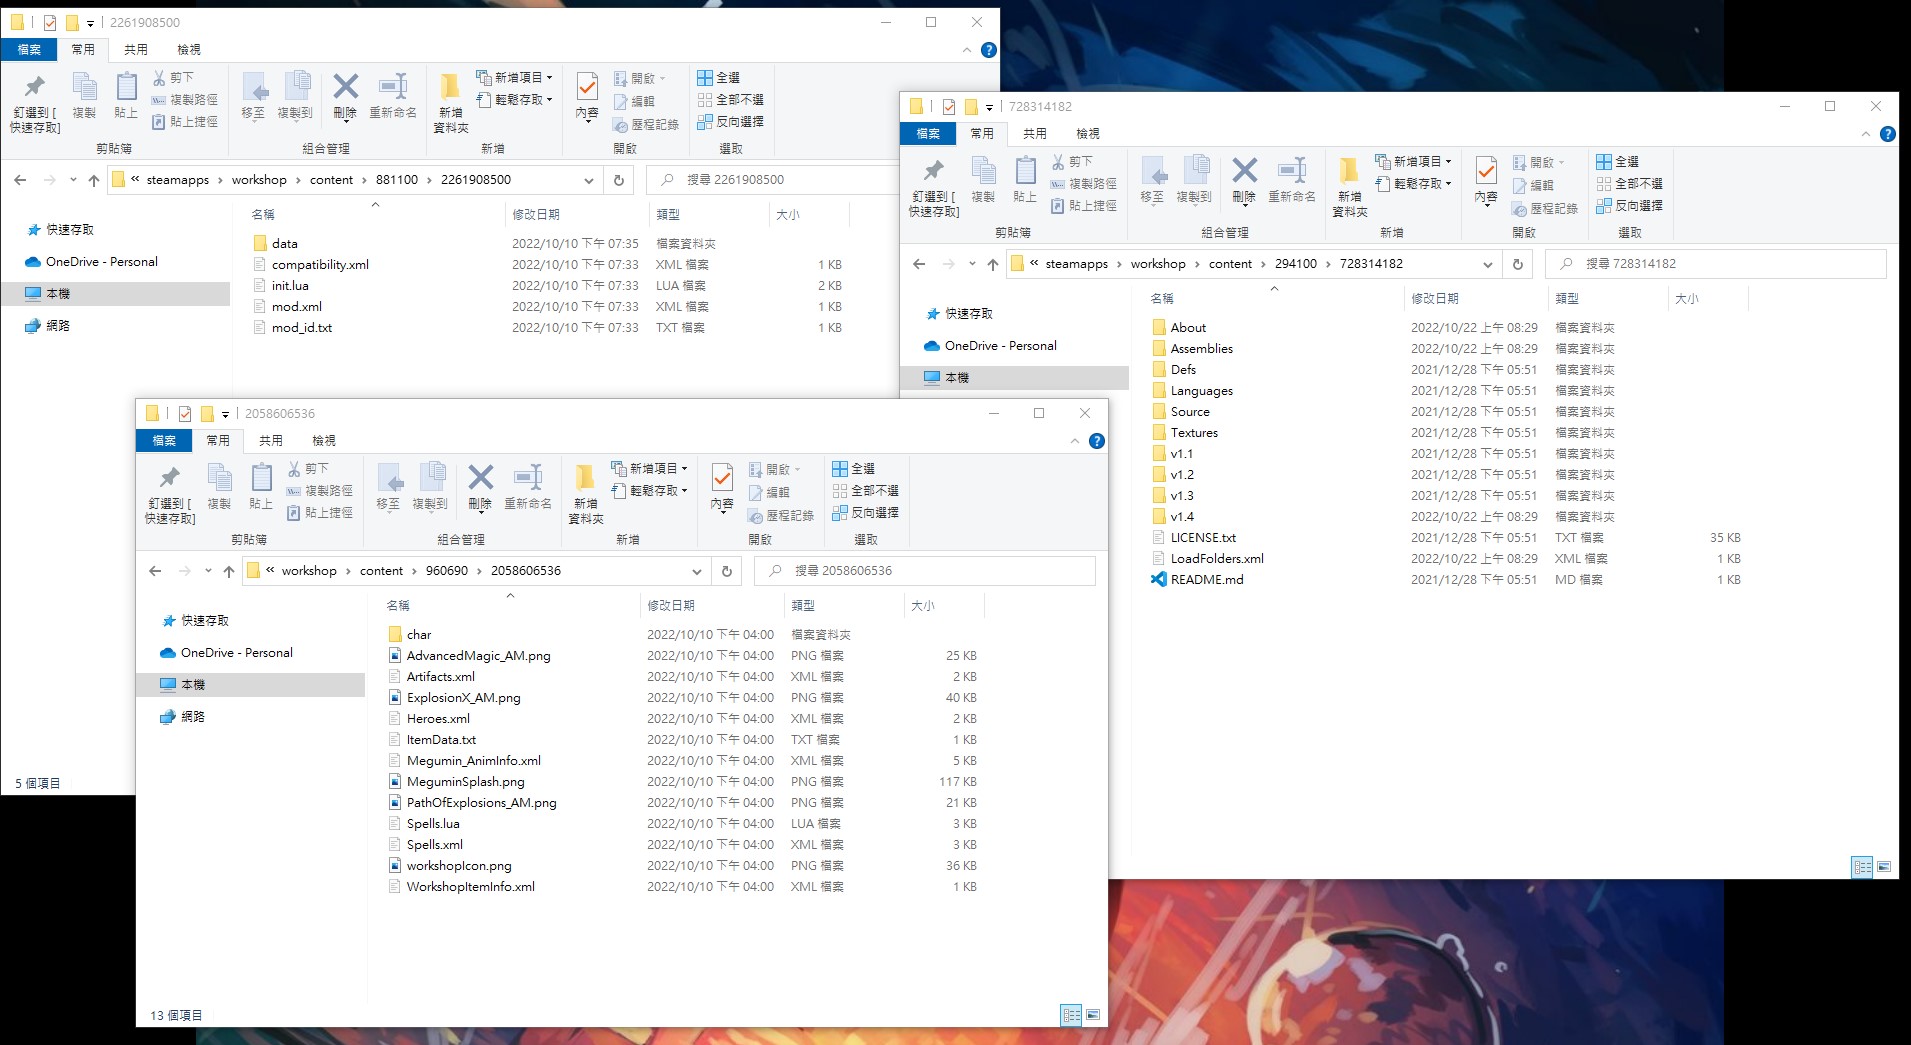 2261908500
檔案 常用 共用 檢視
釘選到 [
快速存取]
複製
貼上
剪下
複製路徑
貼上捷徑
剪貼簿
移至
複製到
刪除
重新命名
組合管理
新增
資料夾
新增項目
輕鬆存取
新增
內容
開啟
編輯
歷程記錄
開啟
全選
全部不選
反向選擇
選取
« steamapps › workshop › content › 881100 › 2261908500
搜尋 2261908500
快速存取
OneDrive - Personal
本機
網路
名稱 修改日期 類型 大小
data 2022/10/10 下午 07:35 檔案資料夾
compatibility.xml 2022/10/10 下午 07:33 XML 檔案 1 KB
init.lua 2022/10/10 下午 07:33 LUA 檔案 2 KB
mod.xml 2022/10/10 下午 07:33 XML 檔案 1 KB
mod_id.txt 2022/10/10 下午 07:33 TXT 檔案 1 KB
5 個項目
728314182
檔案 常用 共用 檢視
釘選到 [
快速存取]
複製
貼上
剪下
複製路徑
貼上捷徑
剪貼簿
移至
複製到
刪除
重新命名
組合管理
新增
資料夾
新增項目
輕鬆存取
新增
內容
開啟
編輯
歷程記錄
開啟
全選
全部不選
反向選擇
選取
« steamapps › workshop › content › 294100 › 728314182
搜尋 728314182
快速存取
OneDrive - Personal
本機
名稱 修改日期 類型 大小
About 2022/10/22 上午 08:29 檔案資料夾
Assemblies 2022/10/22 上午 08:29 檔案資料夾
Defs 2021/12/28 下午 05:51 檔案資料夾
Languages 2021/12/28 下午 05:51 檔案資料夾
Source 2021/12/28 下午 05:51 檔案資料夾
Textures 2021/12/28 下午 05:51 檔案資料夾
v1.1 2021/12/28 下午 05:51 檔案資料夾
v1.2 2021/12/28 下午 05:51 檔案資料夾
v1.3 2021/12/28 下午 05:51 檔案資料夾
v1.4 2022/10/22 上午 08:29 檔案資料夾
LICENSE.txt 2021/12/28 下午 05:51 TXT 檔案 35 KB
LoadFolders.xml 2022/10/22 上午 08:29 XML 檔案 1 KB
README.md 2021/12/28 下午 05:51 MD 檔案 1 KB
2058606536
檔案 常用 共用 檢視
釘選到 [
快速存取]
複製
貼上
剪下
複製路徑
貼上捷徑
剪貼簿
移至
複製到
刪除
重新命名
組合管理
新增
資料夾
新增項目
輕鬆存取
新增
內容
開啟
編輯
歷程記錄
開啟
全選
全部不選
反向選擇
選取
« workshop › content › 960690 › 2058606536
搜尋 2058606536
快速存取
OneDrive - Personal
本機
網路
名稱 修改日期 類型 大小
char 2022/10/10 下午 04:00 檔案資料夾
AdvancedMagic_AM.png 2022/10/10 下午 04:00 PNG 檔案 25 KB
Artifacts.xml 2022/10/10 下午 04:00 XML 檔案 2 KB
ExplosionX_AM.png 2022/10/10 下午 04:00 PNG 檔案 40 KB
Heroes.xml 2022/10/10 下午 04:00 XML 檔案 2 KB
ItemData.txt 2022/10/10 下午 04:00 TXT 檔案 1 KB
Megumin_AnimInfo.xml 2022/10/10 下午 04:00 XML 檔案 5 KB
MeguminSplash.png 2022/10/10 下午 04:00 PNG 檔案 117 KB
PathOfExplosions_AM.png 2022/10/10 下午 04:00 PNG 檔案 21 KB
Spells.lua 2022/10/10 下午 04:00 LUA 檔案 3 KB
Spells.xml 2022/10/10 下午 04:00 XML 檔案 3 KB
workshopIcon.png 2022/10/10 下午 04:00 PNG 檔案 36 KB
WorkshopItemInfo.xml 2022/10/10 下午 04:00 XML 檔案 1 KB
13 個項目